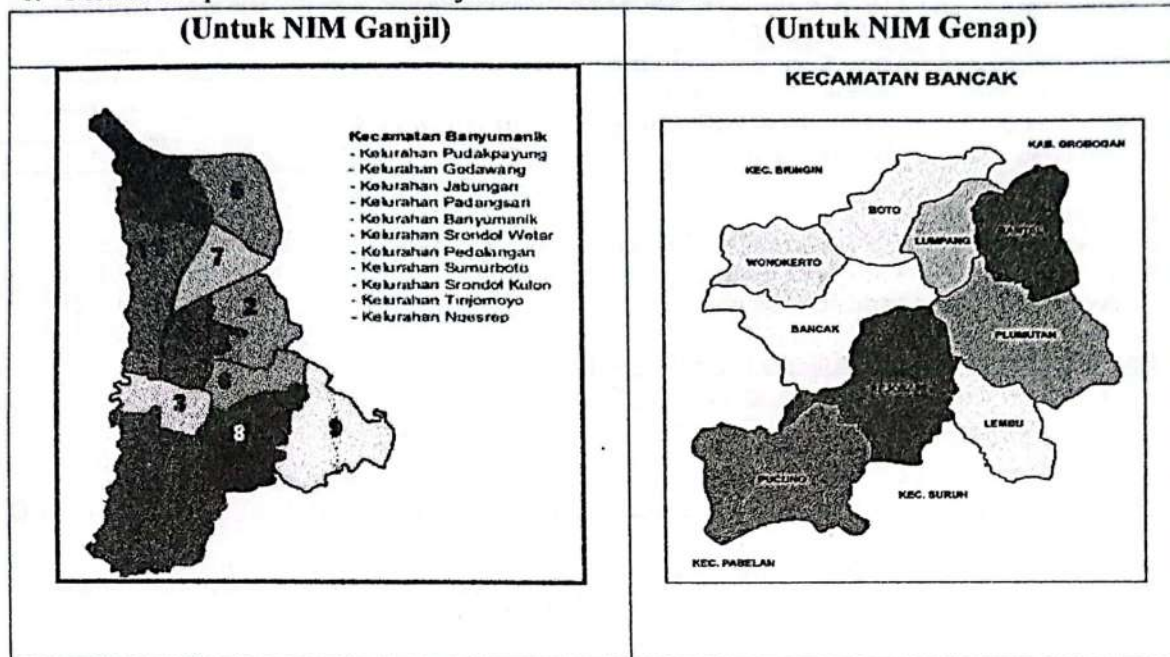 (Untuk NIM Ganjil)
(Untuk NIM Genap)
Kecamatan Banyumanik
- Kelurahan Pudakpayung
- Kelurahan Gedawang
- Kelurahan Jabungan
- Kelurahan Padangsari
- Kelurahan Banyumanik
- Kelurahan Srondol Wetan
- Kelurahan Pedalangan
- Kelurahan Sumurboto
- Kelurahan Srondol Kulon
- Kelurahan Tinjomoyo
- Kelurahan Ngesrep
7
2
3
8
9
KECAMATAN BANCAK
KEC. BRINGIN
KAB. GROBOGAN
BOTO
LUMPANG
WONOKERTO
BANCAK
PLUMUTAN
LEMBU
PUCUNG
KEC. SURUH
KEC. PABELAN